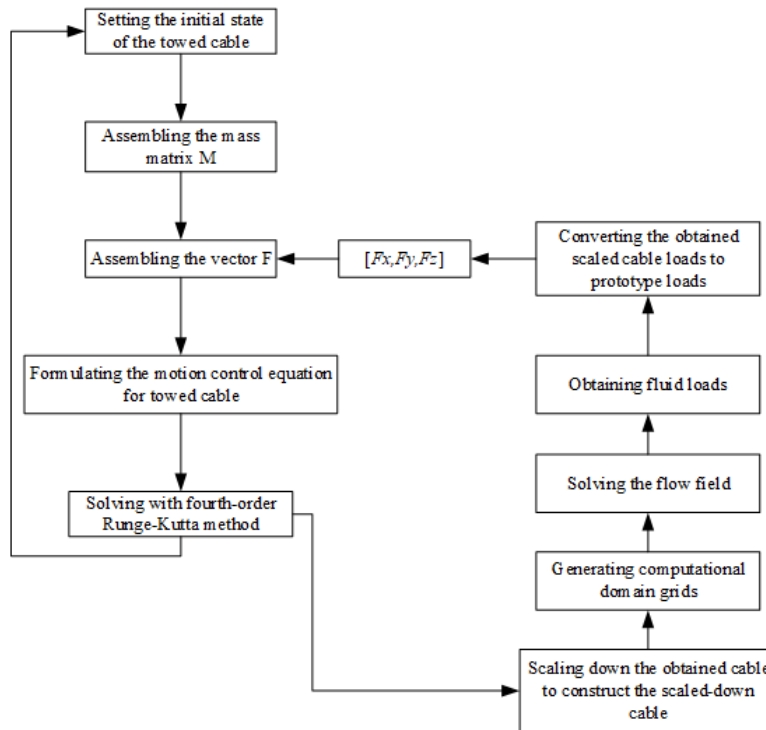 Setting the initial state
of the towed cable
Assembling the mass
matrix M
Assembling the vector F
[Fx,Fy,Fz]
Converting the obtained
scaled cable loads to
prototype loads
Formulating the motion control equation
for towed cable
Obtaining fluid loads
Solving the flow field
Solving with fourth-order
Runge-Kutta method
Generating computational
domain grids
Scaling down the obtained cable
to construct the scaled-down
cable